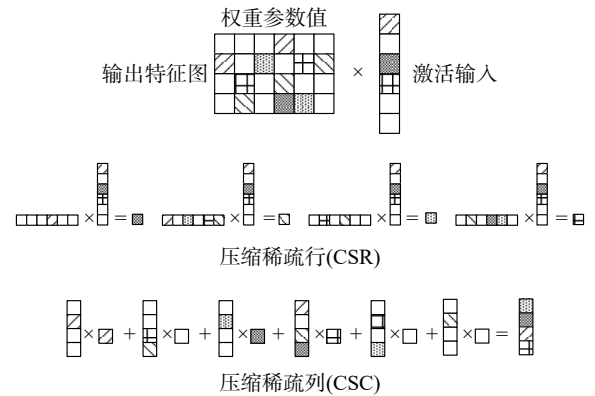 权重参数值
输出特征图 × 激活输入
× = × = × = × =
压缩稀疏行(CSR)
× + × + × + × + × + × =
压缩稀疏列(CSC)